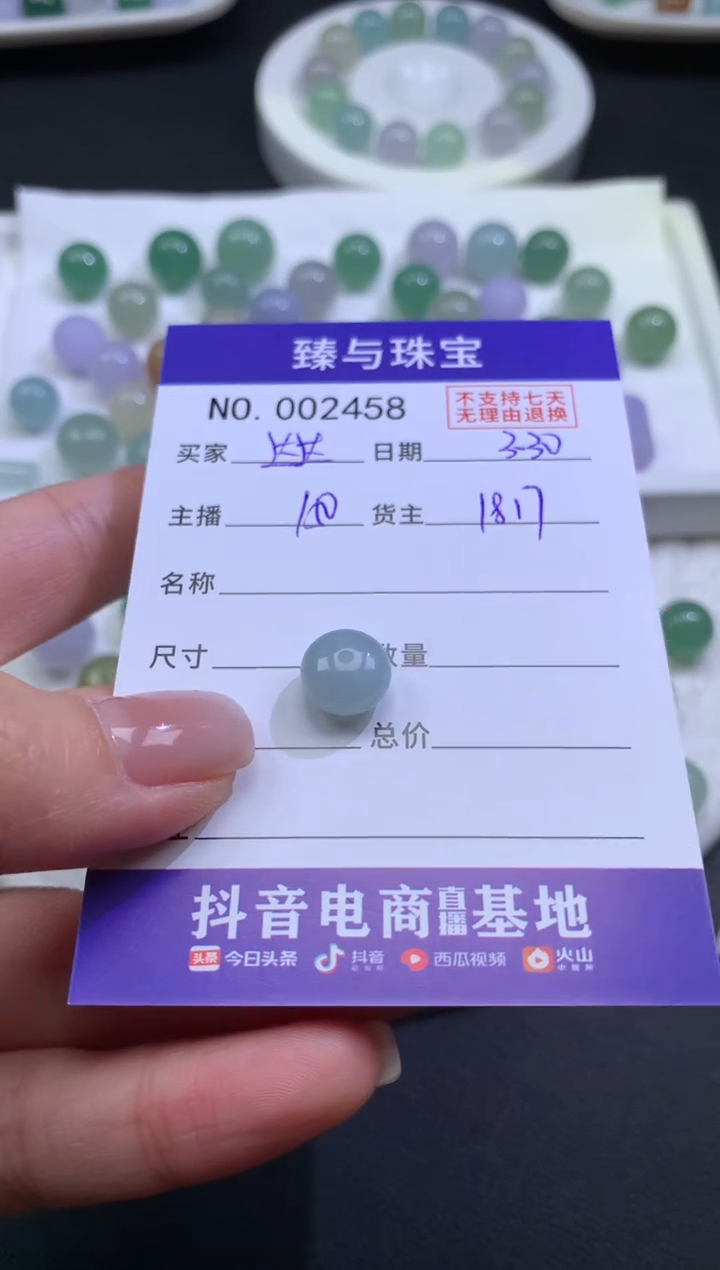 臻与珠宝
NO. 002458
不支持七天
无理由退换
买家 日期 3-30
主播 货主 1817
名称
尺寸 数量
总价
抖音电商直播基地
头条 今日头条 抖音 西瓜视频 火山